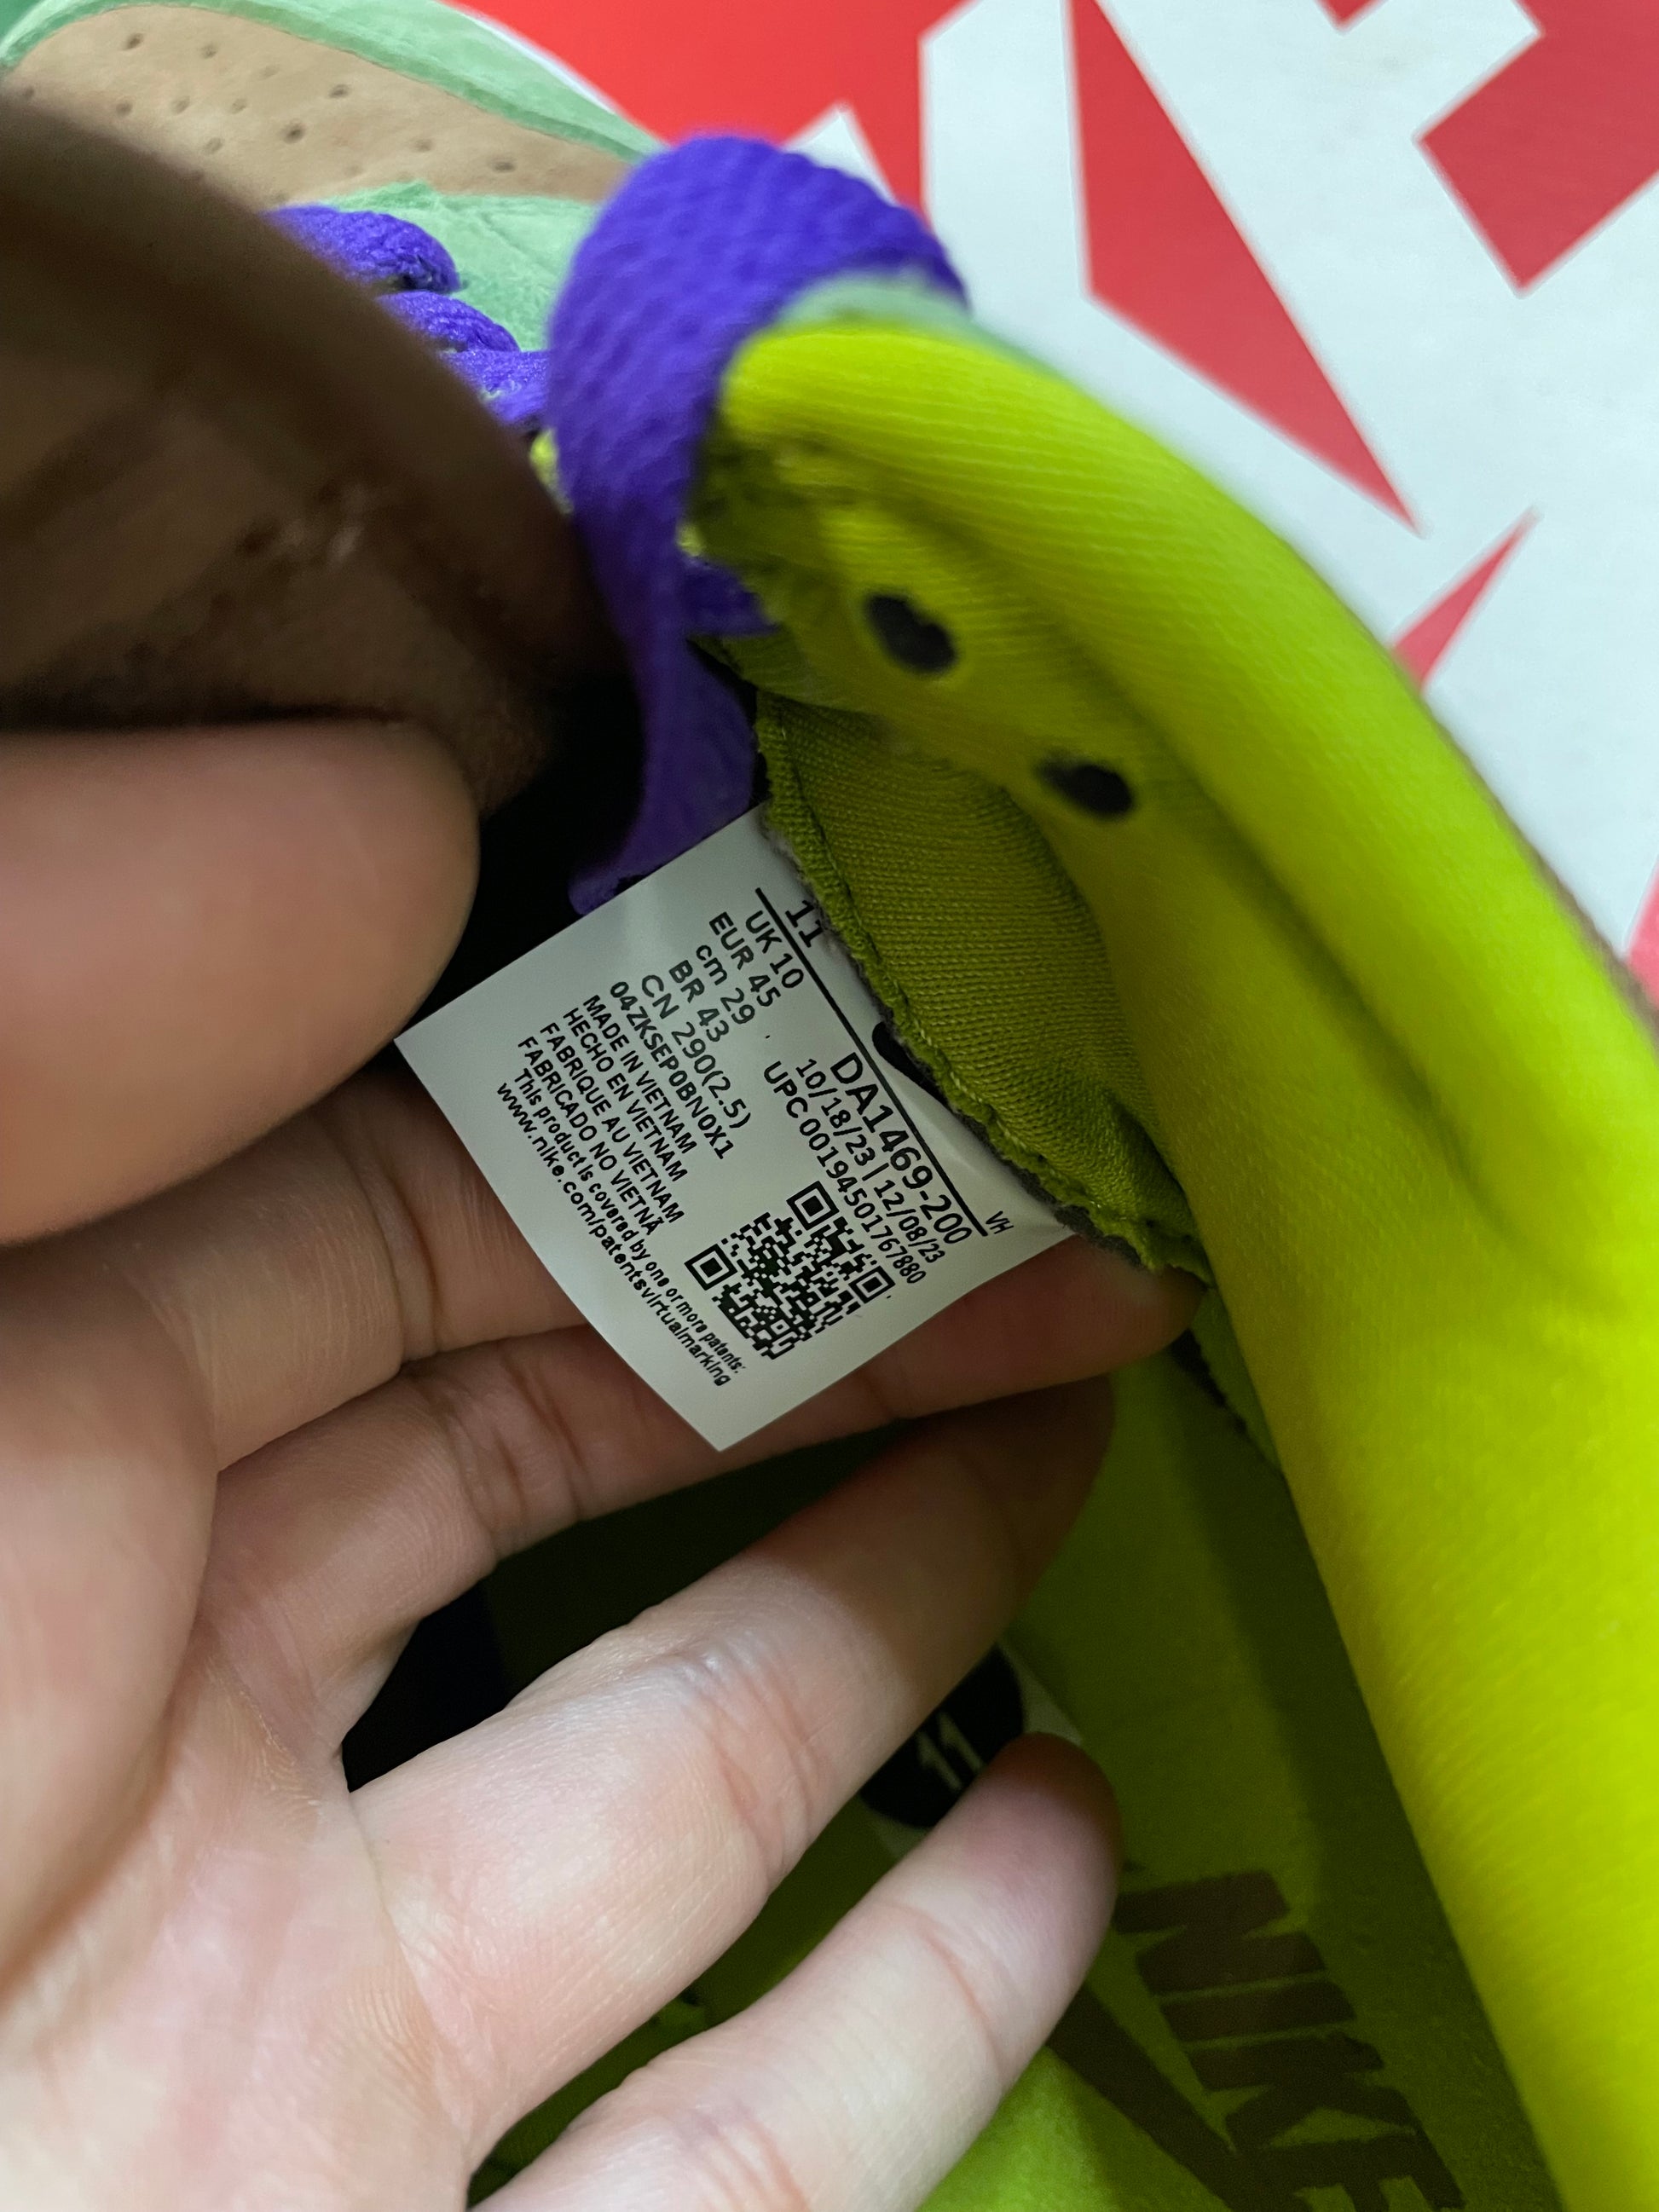 11
UK 10
EUR 45
cm 29
BR 43
CN 290(2.5)
04ZKSEP0BN0X1
MADE IN VIETNAM
HECHO EN VIETNAM
FABRIQUE AU VIETNAM
FABRICADO NO VIETNÃ
This product is covered by one or more patents:
www.nike.com/patentsvirtualmarking
VH
DA1469-200
10/18/23 | 12/08/23
UPC 00194501767880
11
NIKE